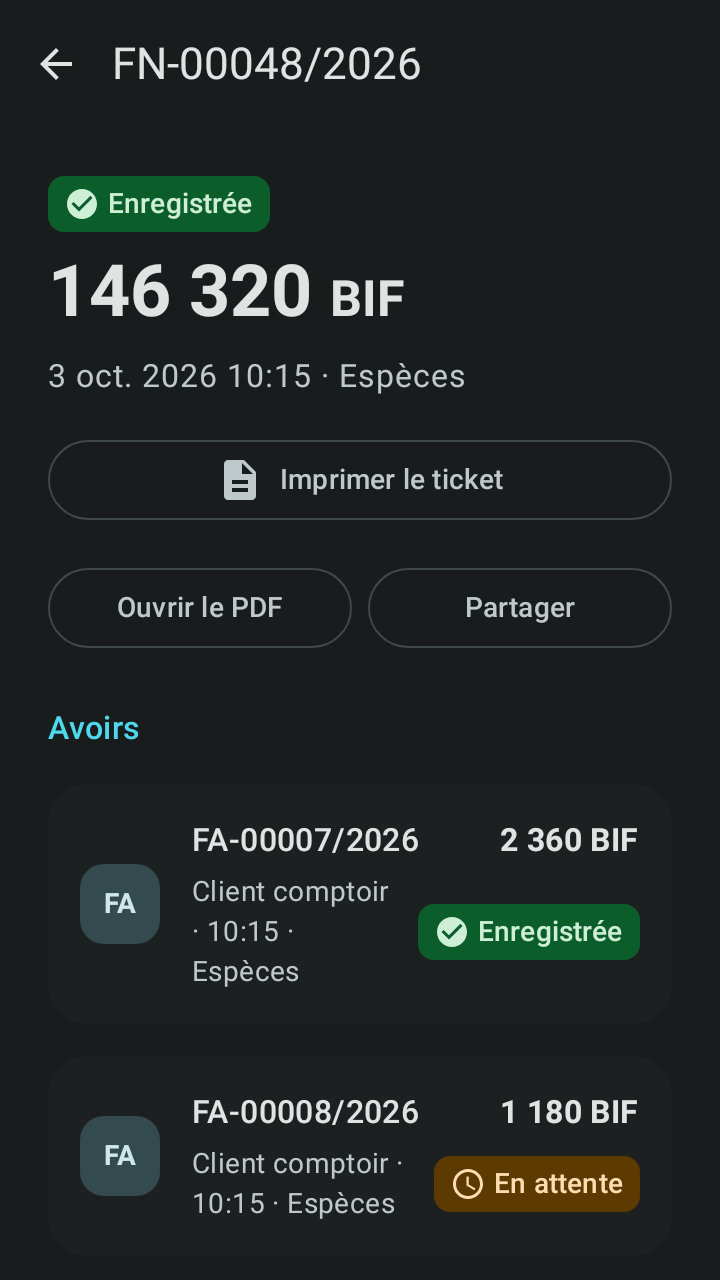 FN-00048/2026
Enregistrée
146 320 BIF
3 oct. 2026 10:15 · Espèces
Imprimer le ticket
Ouvrir le PDF
Partager
Avoirs
FA
FA-00007/2026
2 360 BIF
Client comptoir
· 10:15 ·
Espèces
Enregistrée
FA
FA-00008/2026
1 180 BIF
Client comptoir ·
10:15 · Espèces
En attente